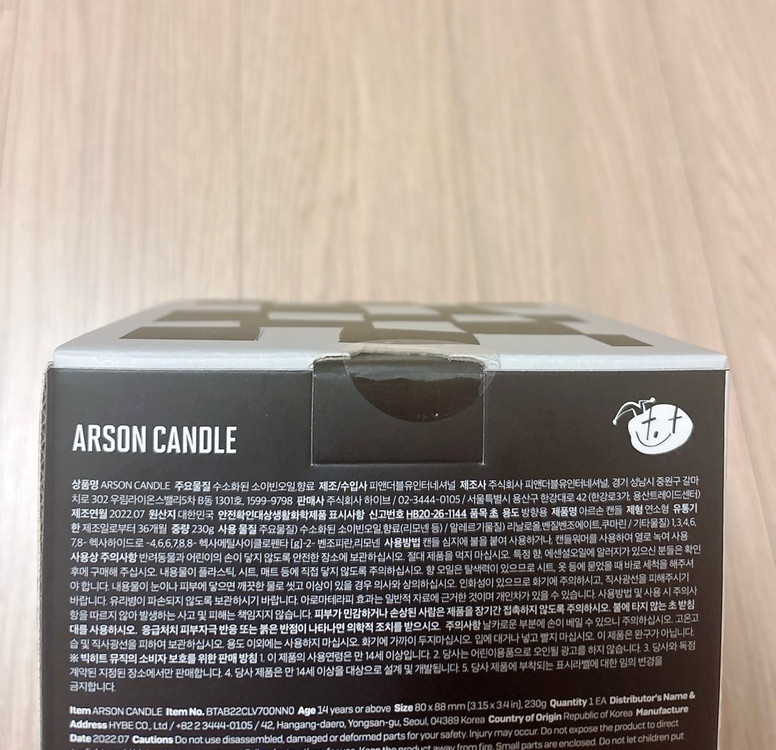 ARSON CANDLE
상품명 ARSON CANDLE 주요물질 수소화된 소이빈오일,향료 제조/수입사 피앤더블유인터네셔널 제조사 주식회사 피앤더블유인터네셔널, 경기 성남시 중원구 갈마
치로 302 우림라이온스밸리5차 B동 1301호, 1599-9798 판매사 주식회사 하이브 / 02-3444-0105 / 서울특별시 용산구 한강대로 42 (한강로3가, 용산트레이드센터)
제조연월 2022.07 원산지 대한민국 안전확인대상생활화학제품 표시사항 신고번호 HB20-26-1144 품목 초 용도 방향용 제품명 아르손 캔들 제형 연소형 유통기
한 제조일로부터 36개월 중량 230g 사용 물질 주요물질) 수소화된 소이빈오일,향료(리모넨 등) / 알레르기물질) 리날로올,벤질벤조에이트,쿠마린 / 기타물질) 1,3,4,6,
7,8- 헥사하이드로 -4,6,6,7,8,8- 헥사메틸사이클로펜타 [g]-2- 벤조피란,리모넨 사용방법 캔들 심지에 불을 붙여 사용하거나, 캔들워머를 사용하여 열로 녹여 사용
사용상 주의사항 반려동물과 어린이의 손이 닿지 않도록 안전한 장소에 보관하십시오. 절대 제품을 먹지 마십시오. 특정 향, 에센셜오일에 알러지가 있으신 분들은 확인
후에 구매해 주십시오. 내용물이 플라스틱, 시트, 매트 등에 직접 닿지 않도록 주의하십시오. 향 오일은 탈색력이 있으므로 시트, 옷 등에 묻었을 때 바로 세척을 해주셔
야 합니다. 내용물이 눈이나 피부에 닿으면 깨끗한 물로 씻고 이상이 있을 경우 의사와 상의하십시오. 인화성이 있으므로 화기에 주의하시고, 직사광선을 피해주시기
바랍니다. 유리병이 파손되지 않도록 보관하시기 바랍니다. 아로마테라피 효과는 일반적 자료에 근거한 것이며 개인차가 있을 수 있습니다. 사용방법 및 사용 시 주의사
항을 따르지 않아 발생하는 사고 및 피해는 책임지지 않습니다. 피부가 민감하거나 손상된 사람은 제품을 장기간 접촉하지 않도록 주의하시오. 불에 타지 않는 초 받침
대를 사용하십시오. 응급처치 피부자극 반응 또는 붉은 반점이 나타나면 의학적 조치를 받으시오. 주의사항 날카로운 부분에 손이 베일 수 있으니 주의하십시오. 고온고
습 및 직사광선을 피하여 보관하십시오. 용도 이외에는 사용하지 마십시오. 화기에 가까이 두지마십시오. 입에 대거나 넣고 빨지 마십시오. 이 제품은 완구가 아닙니다.
※ 빅히트 뮤직의 소비자 보호를 위한 판매 방침 1. 이 제품의 사용연령은 만 14세 이상입니다. 2. 당사는 어린이용품으로 오인될 광고를 하지 않습니다. 3. 당사와 독점
계약된 지정된 장소에서만 판매합니다. 4. 당사 제품은 만 14세 이상을 대상으로 설계 및 개발됩니다. 5. 당사 제품에 부착되는 표시라벨에 대한 임의 변경을
금지합니다.
Item ARSON CANDLE Item No. BTAB22CLV700NN0 Age 14 years or above Size 80 x 88 mm (3.15 x 3.4 in), 230g Quantity 1 EA Distributor's Name &
Address HYBE CO., Ltd / +82 2 3444-0105 / 42, Hangang-daero, Yongsan-gu, Seoul, 04389 Korea Country of Origin Republic of Korea Manufacture
Date 2022.07 Cautions Do not use disassembled, damaged or deformed parts for your safety. Injury may occur. Do not expose the product to direct
Keep the product away from fire. Small parts are enclosed. Do not let children put